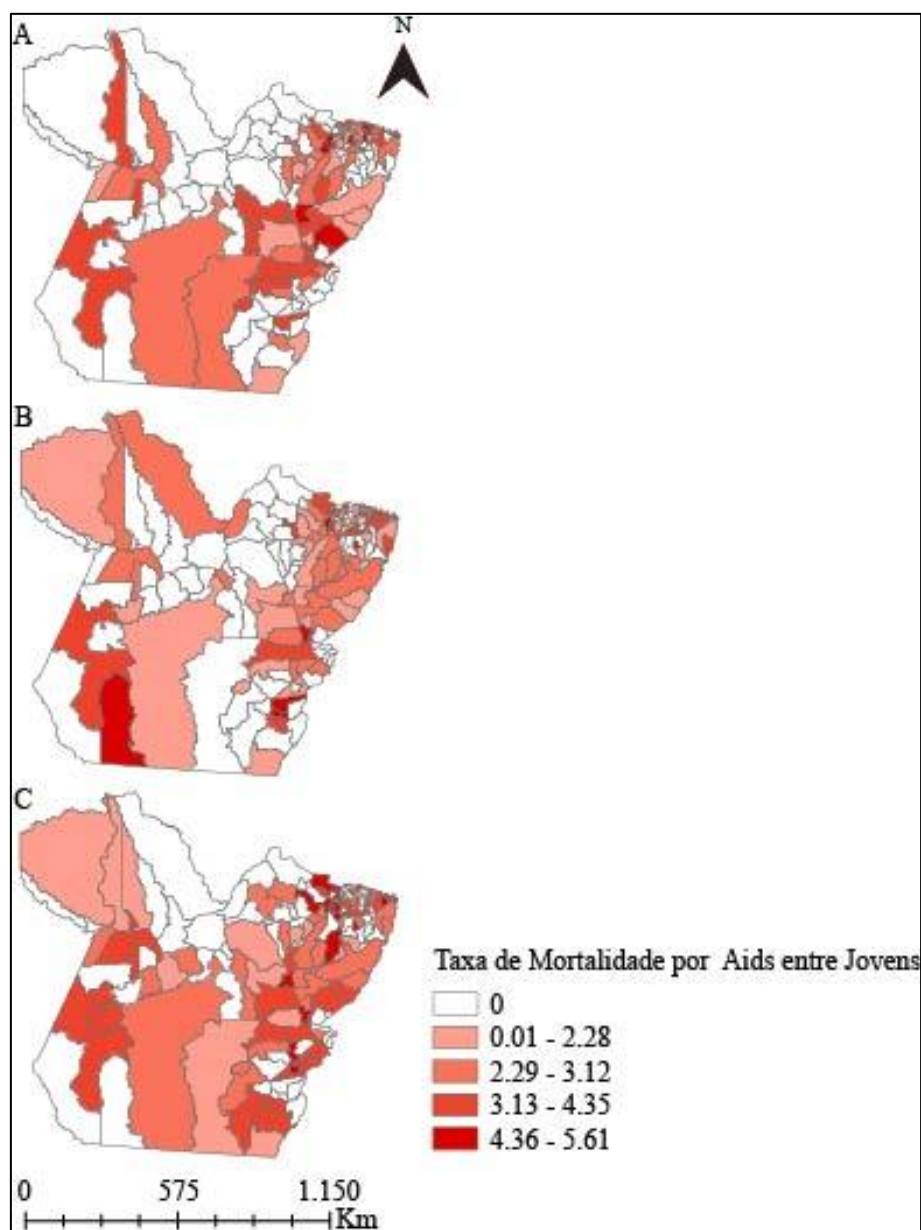 A
N
B
C
Taxa de Mortalidade por Aids entre Jovens
0
0.01 - 2.28
2.29 - 3.12
3.13 - 4.35
4.36 - 5.61
0 575 1.150
Km